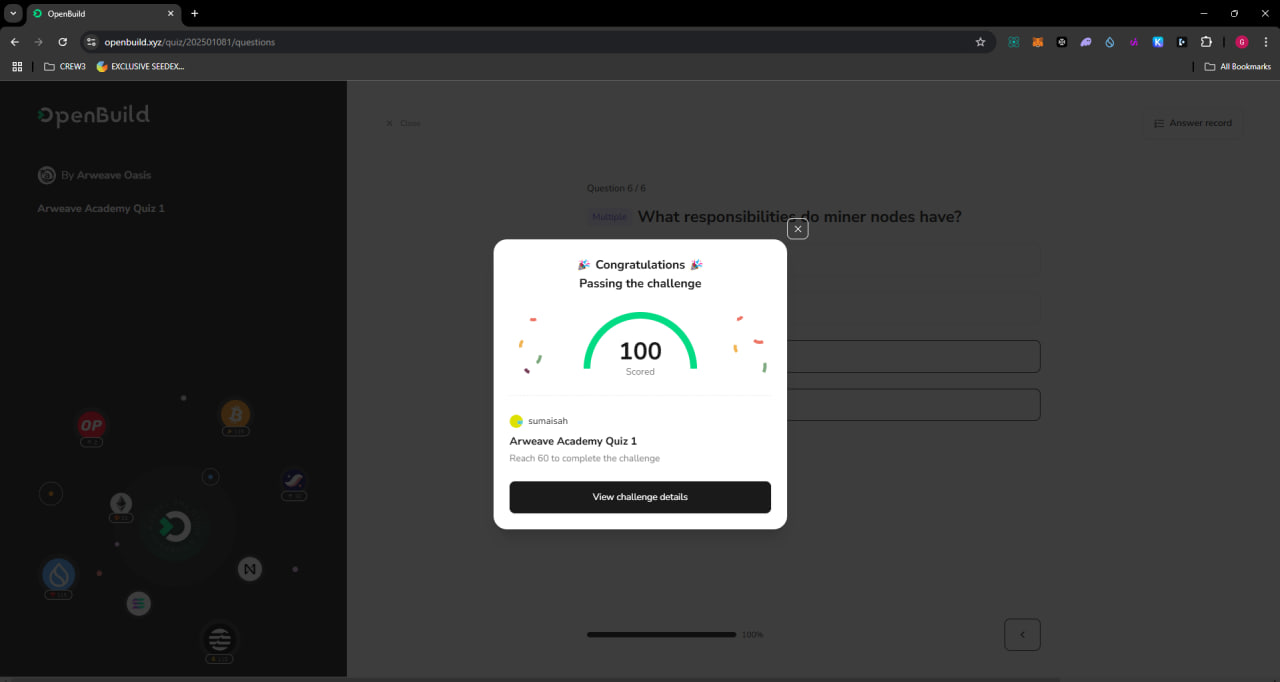 OpenBuild
openbuild.xyz/quiz/202501081/questions
G
CREW3
EXCLUSIVE SEEDEX...
All Bookmarks
OpenBuild
By Arweave Oasis
Arweave Academy Quiz 1
Close
Answer record
Question 6 / 6
Multiple What responsibilities do miner nodes have?
Congratulations
Passing the challenge
100
Scored
sumaisah
Arweave Academy Quiz 1
Reach 60 to complete the challenge
View challenge details
OP
100%